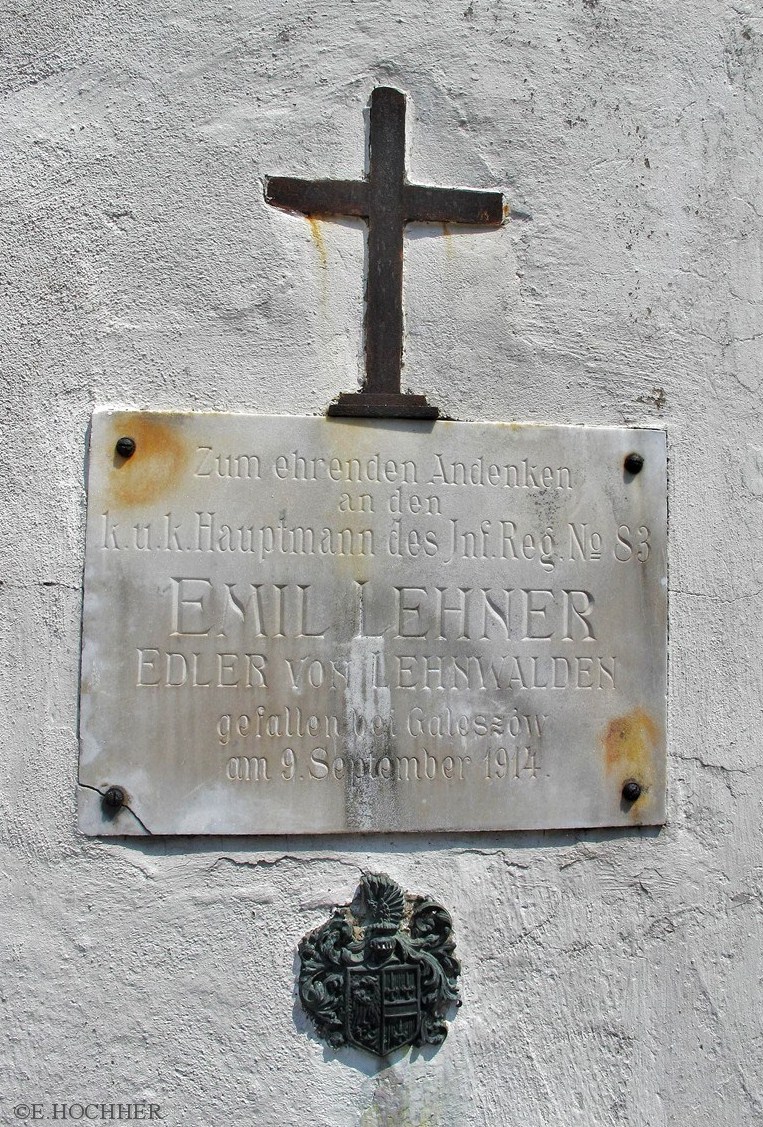 Zum ehrenden Andenken
an den
k.u.k. Hauptmann des Jnf.Reg. № 83
EMIL LEHNER
EDLER VON LEHNWALDEN
gefallen bei Galeszów
am 9. September 1914.
©E.HOCHHER